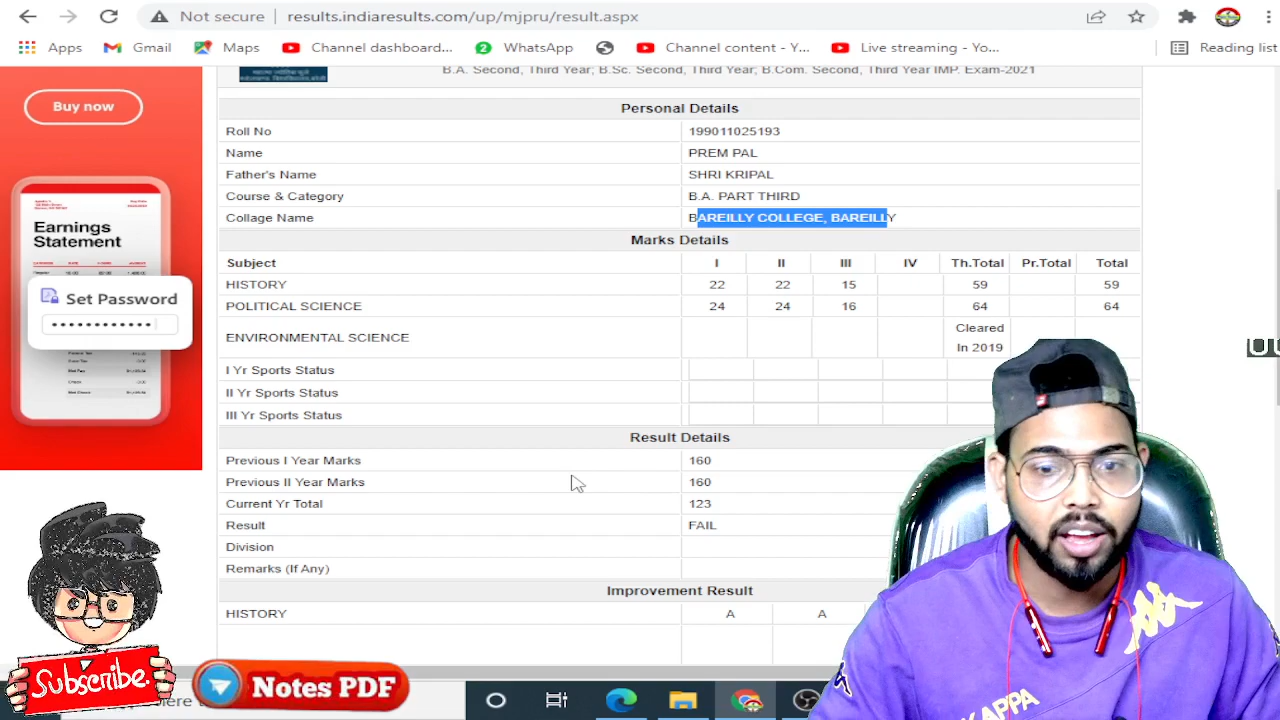 Not secure
results.indiaresults.com/up/mjpru/result.aspx
Apps Gmail Maps Channel dashboard... WhatsApp Channel content - Y... Live streaming - Yo... Reading list
B.A. Second, Third Year; B.Sc. Second, Third Year; B.Com. Second, Third Year IMP. Exam-2021
Buy now
Earnings
Statement
Set Password
Personal Details
Roll No 199011025193
Name PREM PAL
Father's Name SHRI KRIPAL
Course & Category B.A. PART THIRD
Collage Name BAREILLY COLLEGE, BAREILLY
Marks Details
Subject I II III IV Th.Total Pr.Total Total
HISTORY 22 22 15 59 59
POLITICAL SCIENCE 24 24 16 64 64
ENVIRONMENTAL SCIENCE Cleared
In 2019
I Yr Sports Status
II Yr Sports Status
III Yr Sports Status
Result Details
Previous I Year Marks 160
Previous II Year Marks 160
Current Yr Total 123
Result FAIL
Division
Remarks (If Any)
Improvement Result
HISTORY A A
Subscribe.
Notes PDF
KAPPA